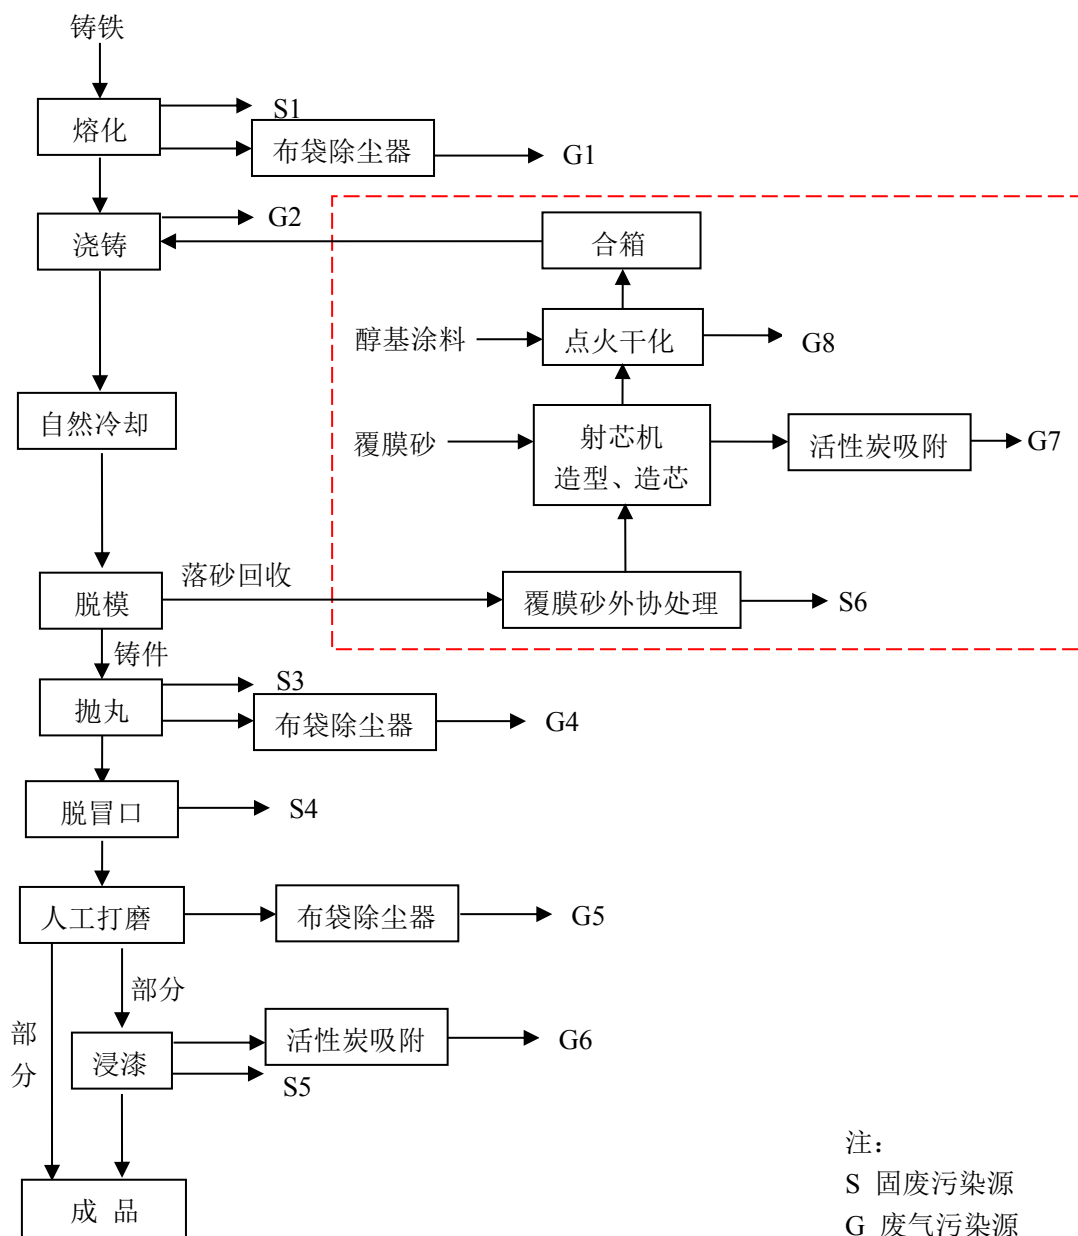 铸铁
S1
熔化
布袋除尘器
G1
G2
浇铸
合箱
醇基涂料
点火干化
G8
自然冷却
覆膜砂
射芯机
造型、造芯
活性炭吸附
G7
落砂回收
脱模
覆膜砂外协处理
S6
铸件
S3
抛丸
布袋除尘器
G4
脱冒口
S4
人工打磨
布袋除尘器
G5
部分
部
分
浸漆
活性炭吸附
G6
S5
成 品
注：
S 固废污染源
G 废气污染源